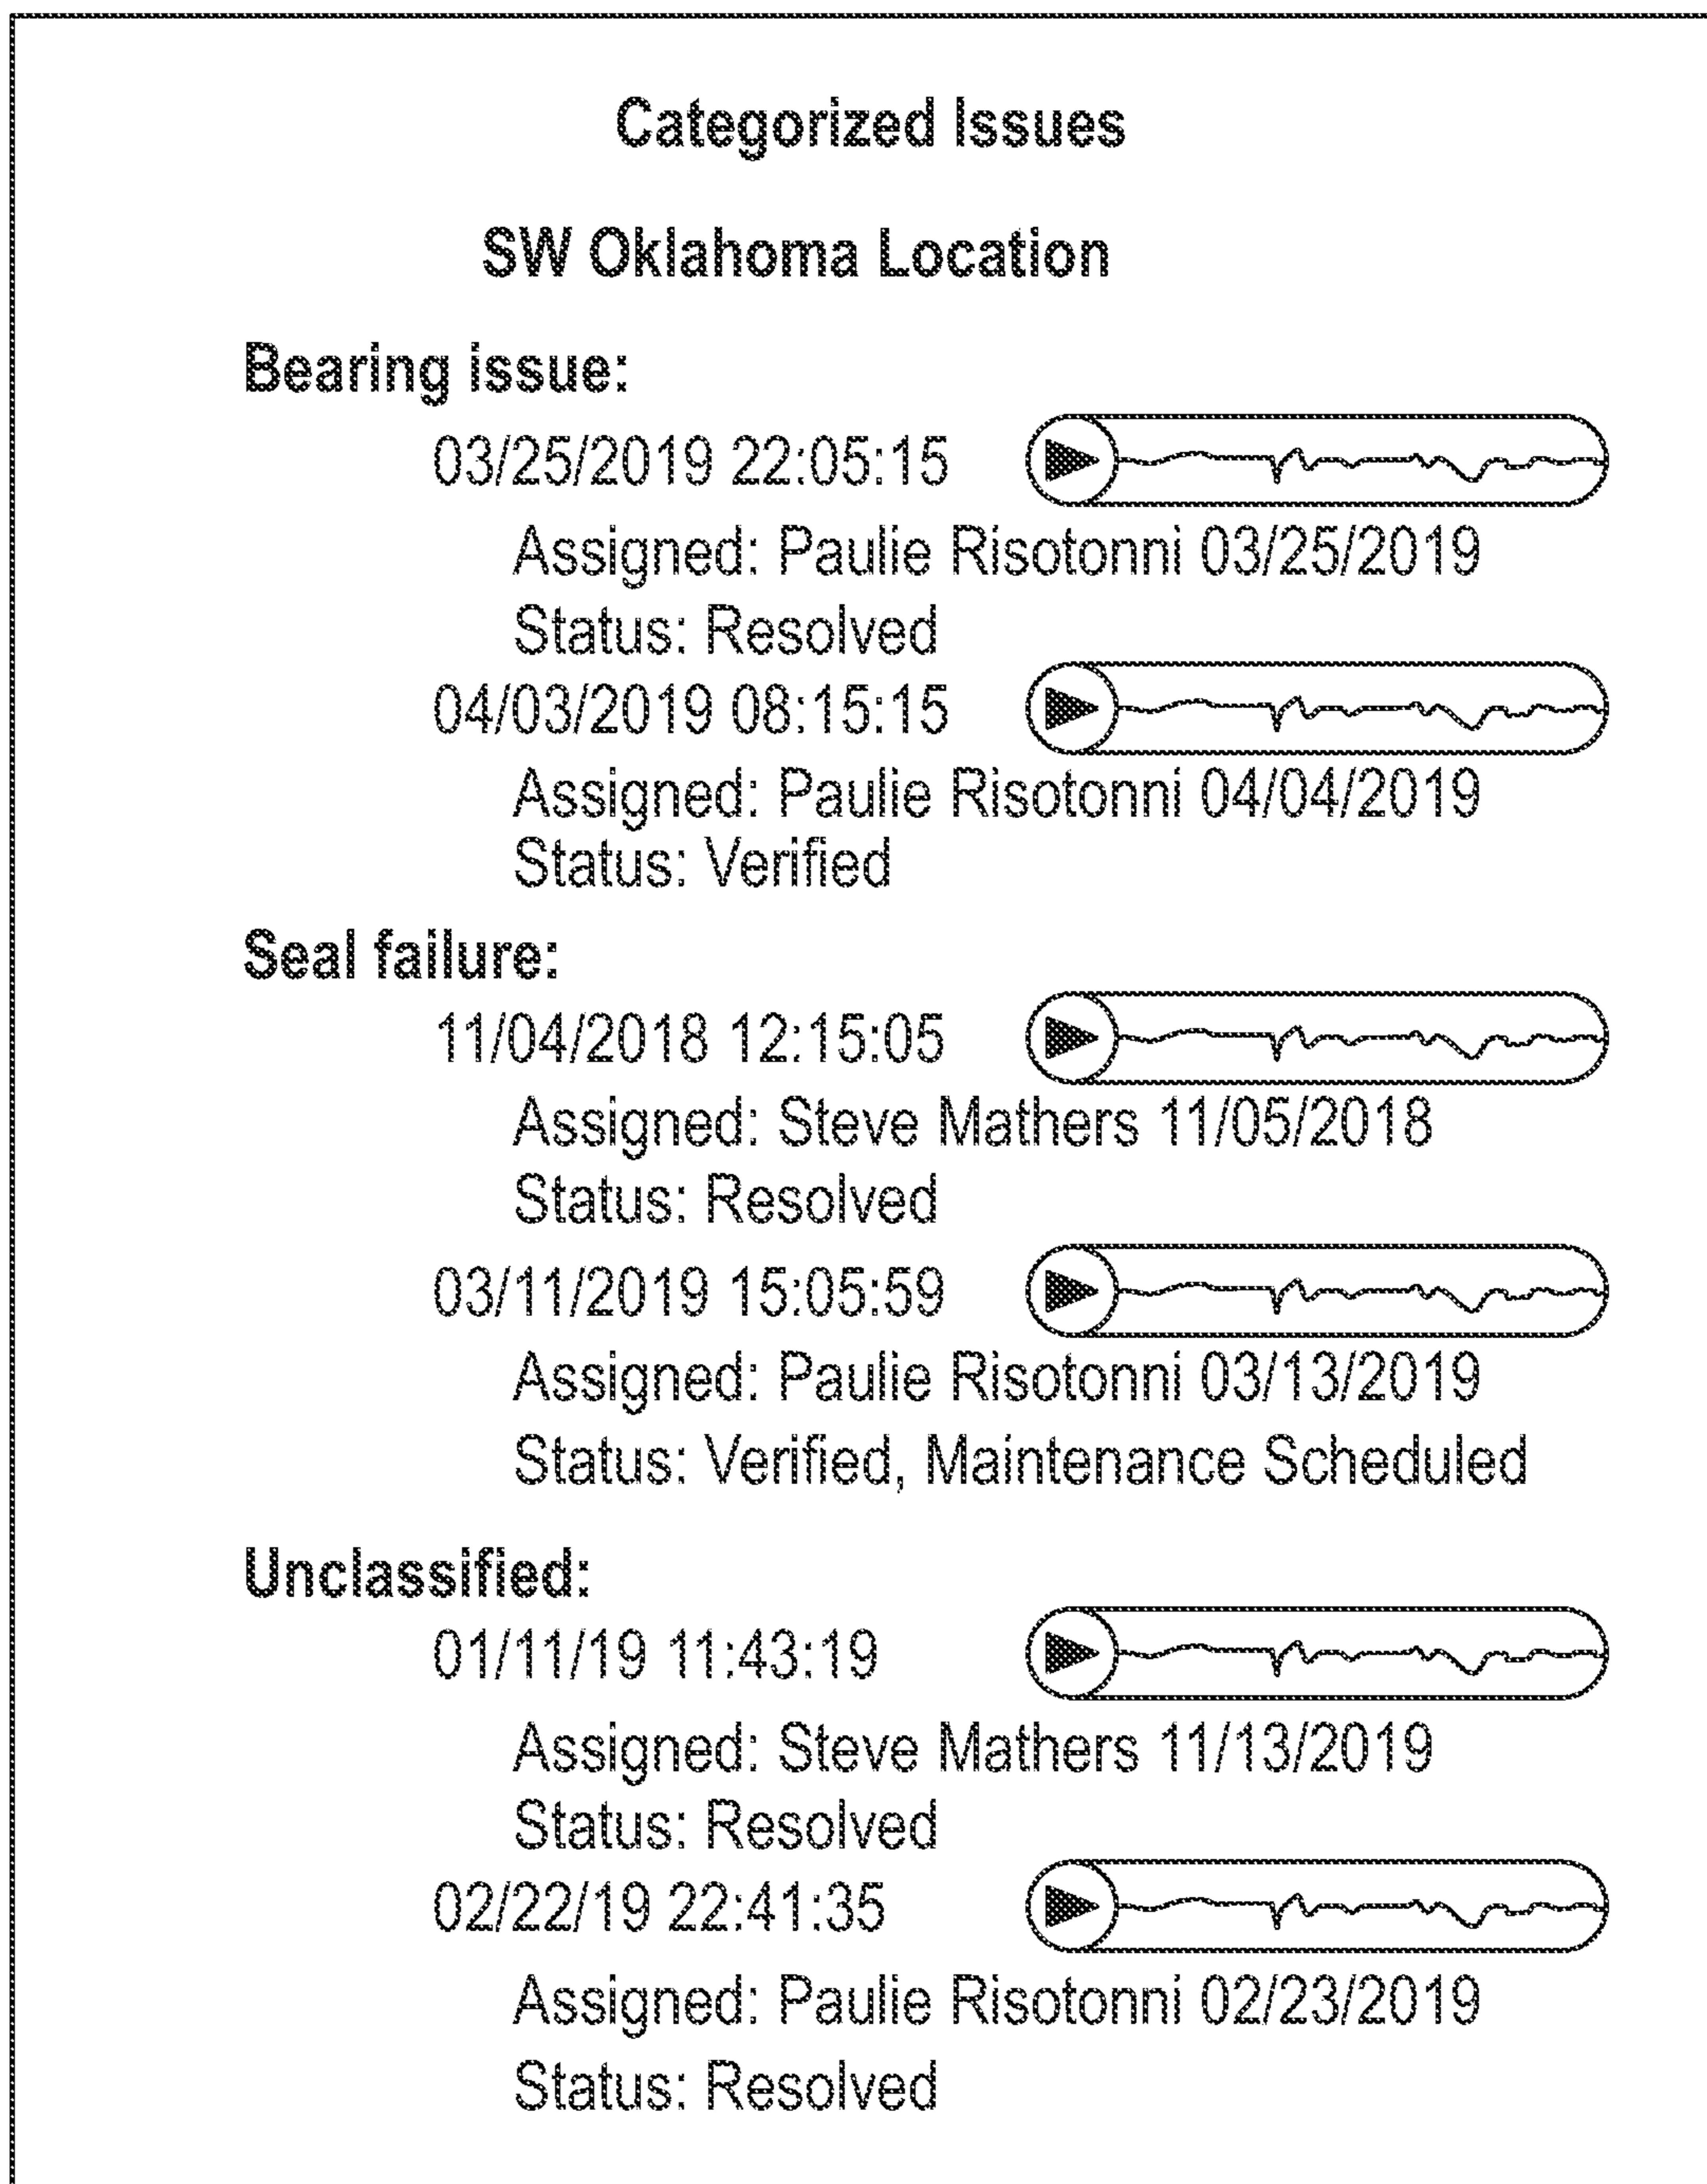 Categorized Issues
SW Oklahoma Location
Bearing issue:
03/25/2019 22:05:15
Assigned: Paulie Risotonni 03/25/2019
Status: Resolved
04/03/2019 08:15:15
Assigned: Paulie Risotonni 04/04/2019
Status: Verified
Seal failure:
11/04/2018 12:15:05
Assigned: Steve Mathers 11/05/2018
Status: Resolved
03/11/2019 15:05:59
Assigned: Paulie Risotonni 03/13/2019
Status: Verified, Maintenance Scheduled
Unclassified:
01/11/19 11:43:19
Assigned: Steve Mathers 11/13/2019
Status: Resolved
02/22/19 22:41:35
Assigned: Paulie Risotonni 02/23/2019
Status: Resolved